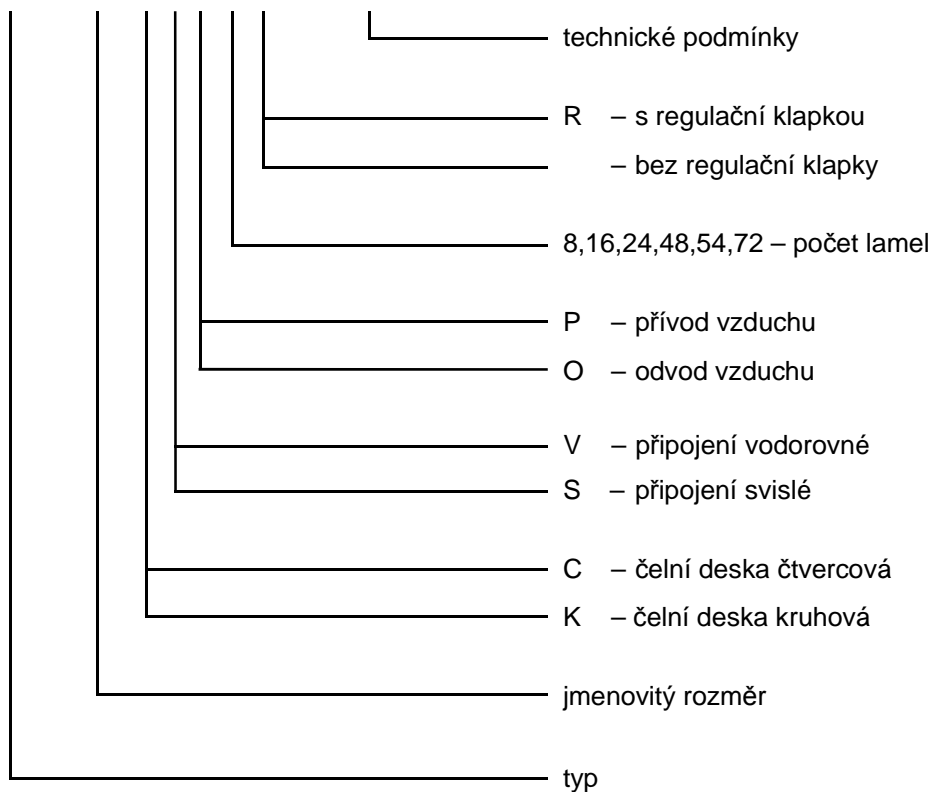 technické podmínky
R – s regulační klapkou
– bez regulační klapky
8,16,24,48,54,72 – počet lamel
P – přívod vzduchu
O – odvod vzduchu
V – připojení vodorovné
S – připojení svislé
C – čelní deska čtvercová
K – čelní deska kruhová
jmenovitý rozměr
typ